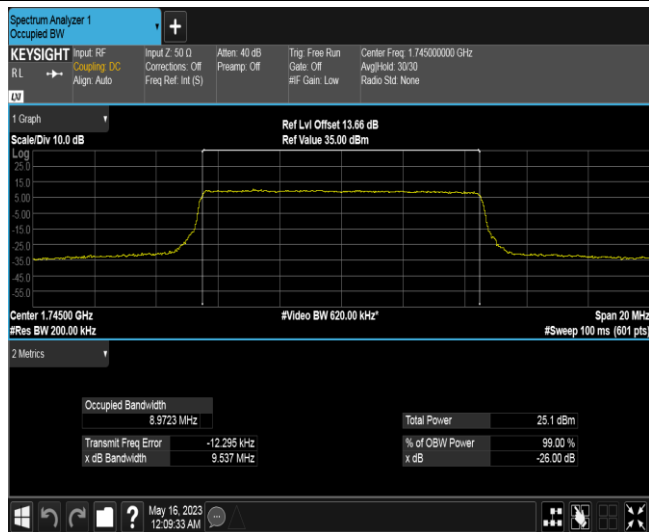 Spectrum Analyzer 1
Occupied BW
+
KEYSIGHT
RL
LXI
Input: RF
Coupling: DC
Align: Auto
Input Z: 50 Ω
Corrections: Off
Freq Ref: Int (S)
Atten: 40 dB
Preamp: Off
Trig: Free Run
Gate: Off
#IF Gain: Low
Center Freq: 1.745000000 GHz
Avg|Hold: 30/30
Radio Std: None
1 Graph
Scale/Div 10.0 dB
Ref Lvl Offset 13.66 dB
Ref Value 35.00 dBm
Log
25.0
15.0
5.00
-5.00
-15.0
-25.0
-35.0
-45.0
-55.0
Center 1.74500 GHz
#Video BW 620.00 kHz*
Span 20 MHz
#Res BW 200.00 kHz
#Sweep 100 ms (601 pts)
2 Metrics
Occupied Bandwidth
8.9723 MHz
Total Power 25.1 dBm
Transmit Freq Error -12.295 kHz
% of OBW Power 99.00 %
x dB Bandwidth 9.537 MHz
x dB -26.00 dB
?
May 16, 2023
12:09:33 AM